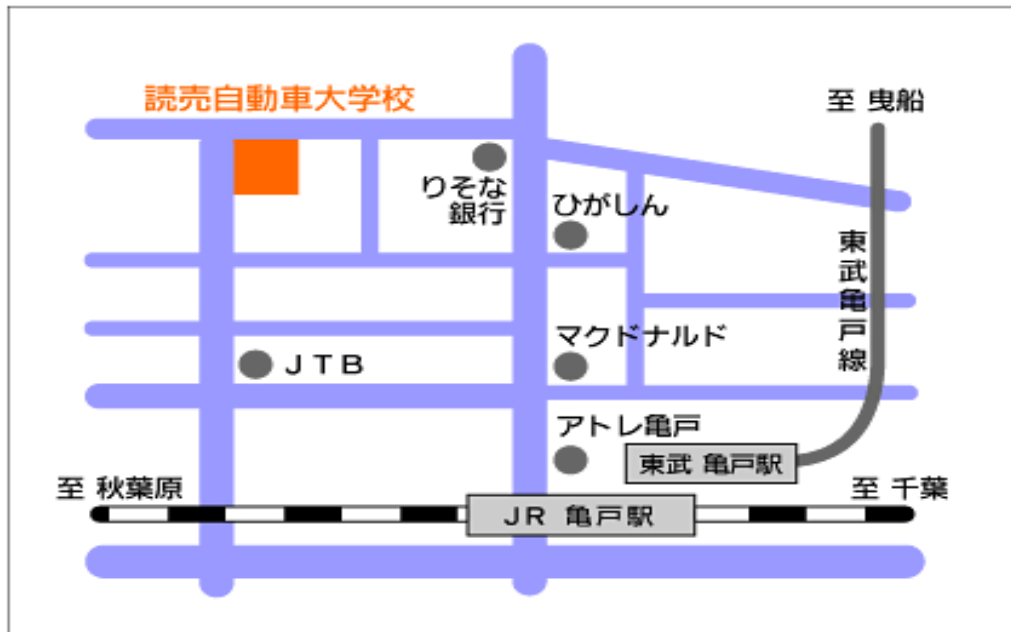 読売自動車大学校
至 曳船
りそな
銀行
ひがしん
東武亀戸線
マクドナルド
JTB
アトレ亀戸
東武 亀戸駅
至 秋葉原
至 千葉
JR 亀戸駅